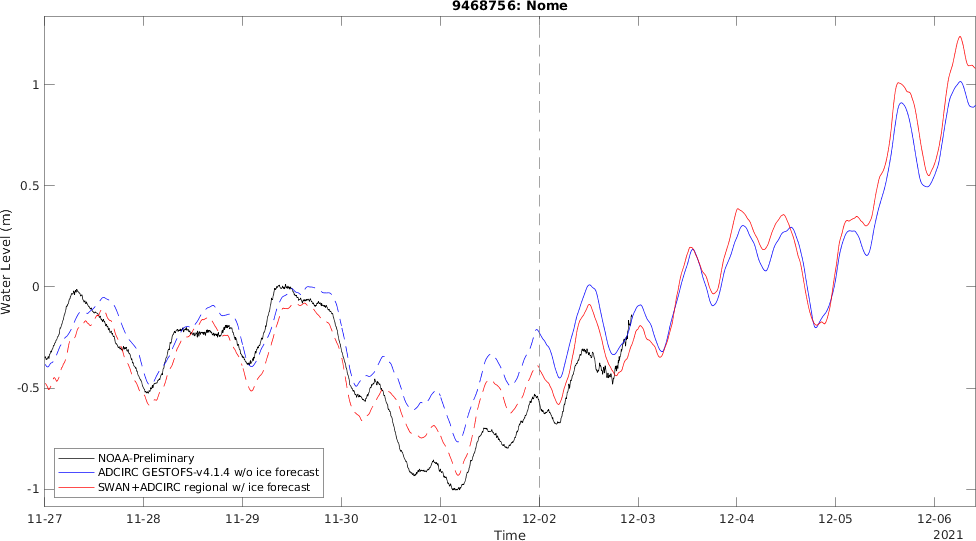 9468756: Nome
Water Level (m)
1
0.5
0
-0.5
-1
NOAA-Preliminary
ADCIRC GESTOFS-v4.1.4 w/o ice forecast
SWAN+ADCIRC regional w/ ice forecast
11-27 11-28 11-29 11-30 12-01 12-02 12-03 12-04 12-05 12-06
Time
2021